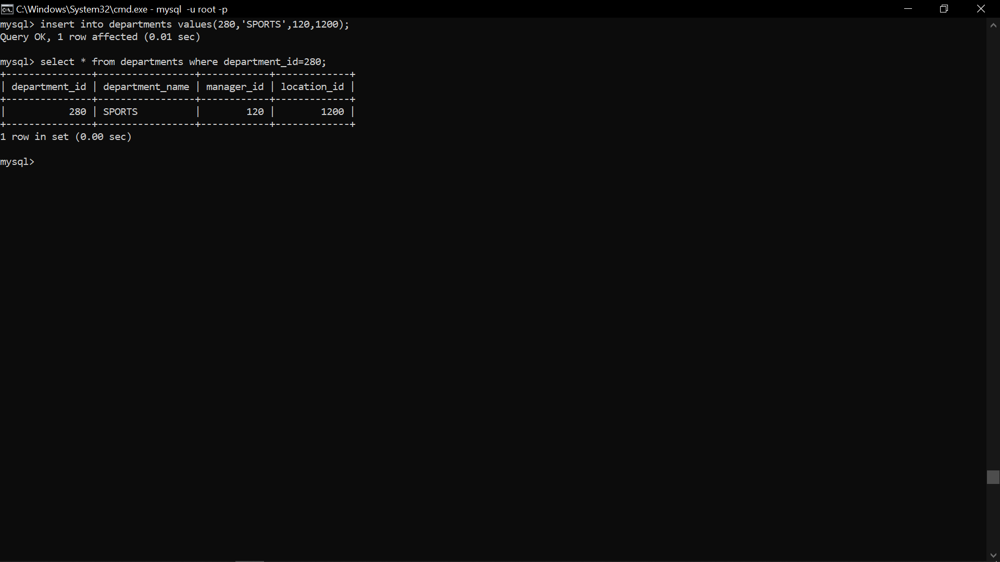 C:\Windows\System32\cmd.exe - mysql  -u root -p
mysql> insert into departments values(280,'SPORTS',120,1200);
Query OK, 1 row affected (0.01 sec)

mysql> select * from departments where department_id=280;
+---------------+-----------------+------------+-------------+
| department_id | department_name | manager_id | location_id |
+---------------+-----------------+------------+-------------+
|           280 | SPORTS          |        120 |        1200 |
+---------------+-----------------+------------+-------------+
1 row in set (0.00 sec)

mysql>